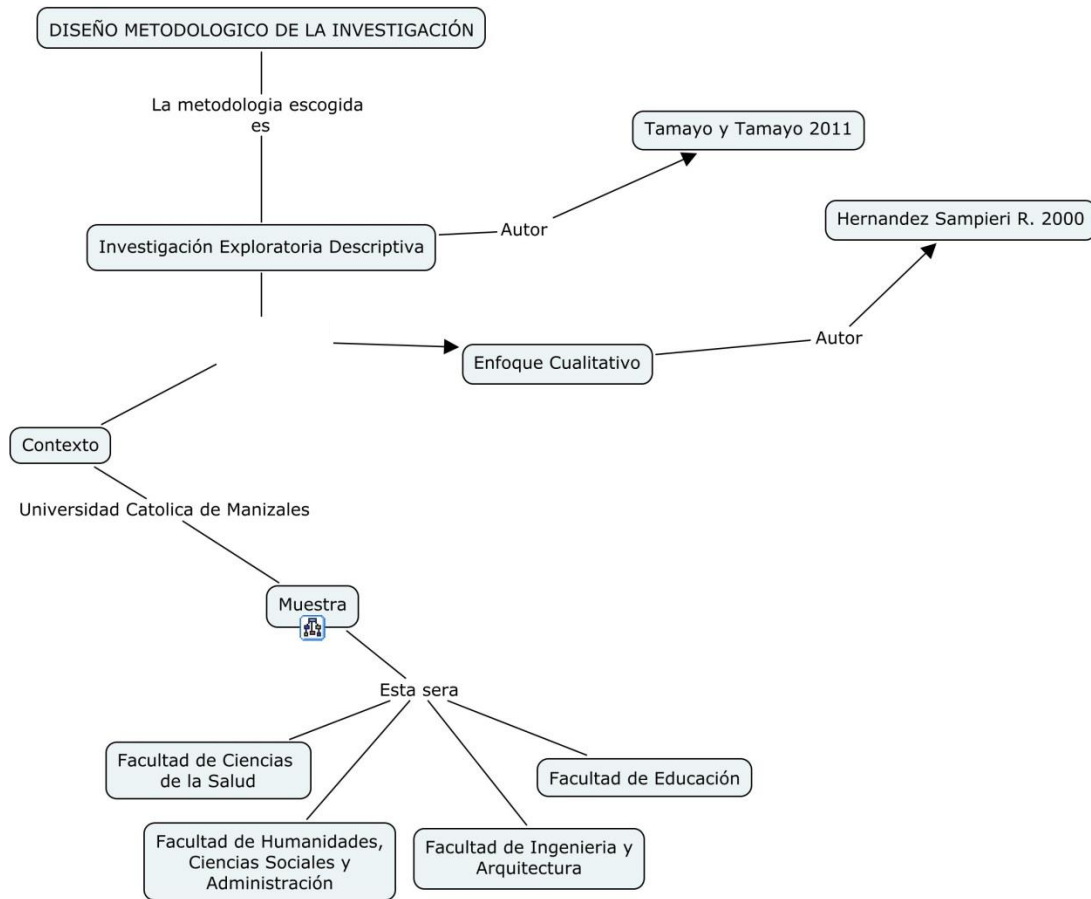 DISEÑO METODOLOGICO DE LA INVESTIGACIÓN
La metodologia escogida
es
Tamayo y Tamayo 2011
Autor
Investigación Exploratoria Descriptiva
Hernandez Sampieri R. 2000
Autor
Enfoque Cualitativo
Contexto
Universidad Catolica de Manizales
Muestra
Esta sera
Facultad de Ciencias
de la Salud
Facultad de Educación
Facultad de Humanidades,
Ciencias Sociales y
Administración
Facultad de Ingenieria y
Arquitectura